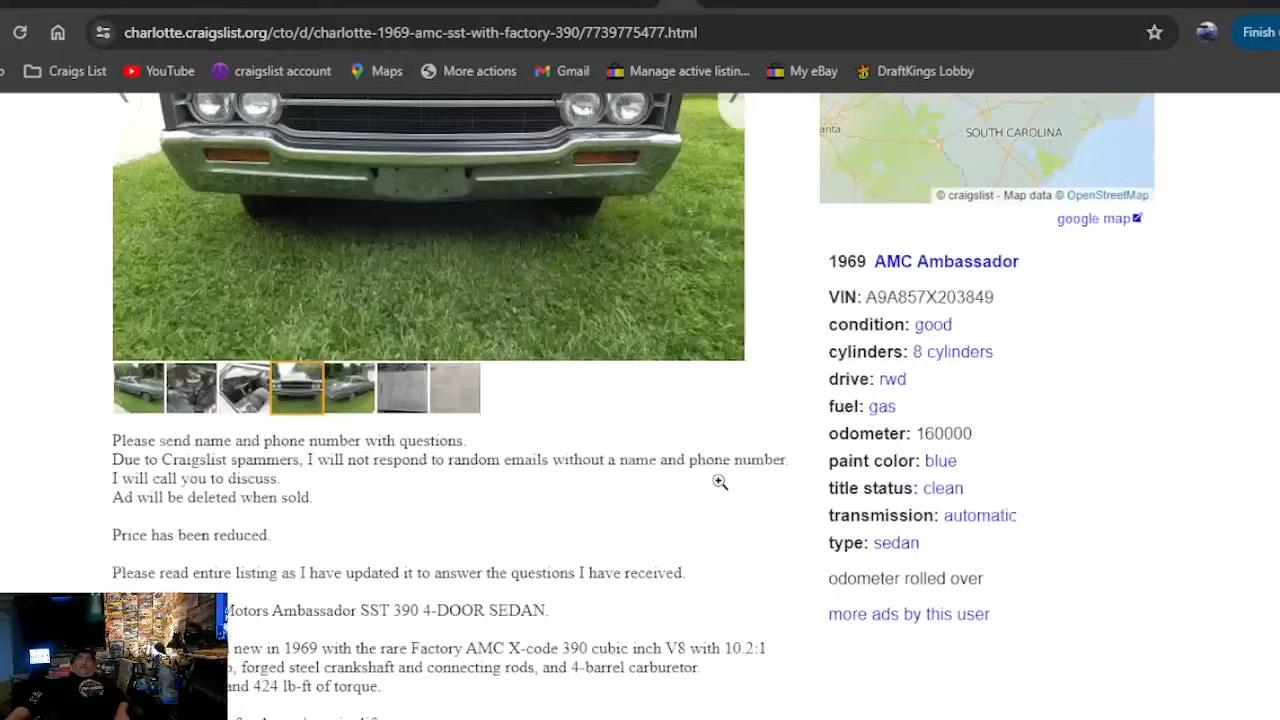 charlotte.craigslist.org/cto/d/charlotte-1969-amc-sst-with-factory-390/7739775477.html
Finish
Craigs List
YouTube
craigslist account
Maps
More actions
Gmail
Manage active listin...
My eBay
DraftKings Lobby
anta
SOUTH CAROLINA
© craigslist - Map data © OpenStreetMap
google map
1969 AMC Ambassador
VIN: A9A857X203849
condition: good
cylinders: 8 cylinders
drive: rwd
fuel: gas
odometer: 160000
paint color: blue
title status: clean
transmission: automatic
type: sedan
odometer rolled over
more ads by this user
Please send name and phone number with questions.
Due to Craigslist spammers, I will not respond to random emails without a name and phone number.
I will call you to discuss.
Ad will be deleted when sold.
Price has been reduced.
Please read entire listing as I have updated it to answer the questions I have received.
Motors Ambassador SST 390 4-DOOR SEDAN.
new in 1969 with the rare Factory AMC X-code 390 cubic inch V8 with 10.2:1
, forged steel crankshaft and connecting rods, and 4-barrel carburetor.
and 424 lb-ft of torque.